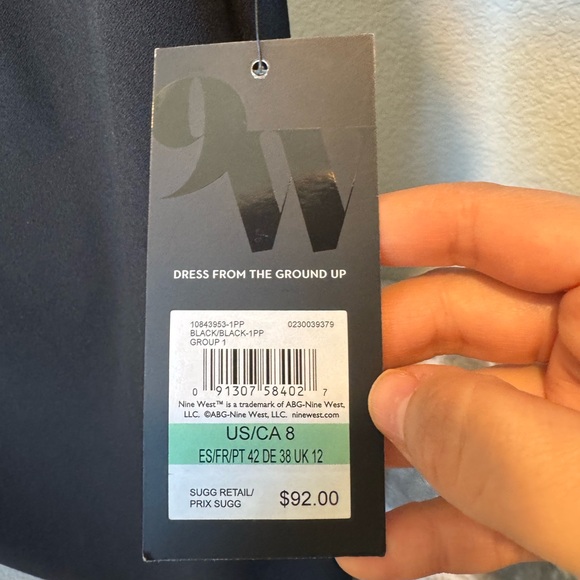 9W
DRESS FROM THE GROUND UP
10843953-1PP 0230039379
BLACK/BLACK-1PP
GROUP 1
0 91307 58402 7
Nine West™ is a trademark of ABG-Nine West,
LLC. ©ABG-Nine West, LLC. ninewest.com
US/CA 8
ES/FR/PT 42 DE 38 UK 12
SUGG RETAIL/
PRIX SUGG $92.00